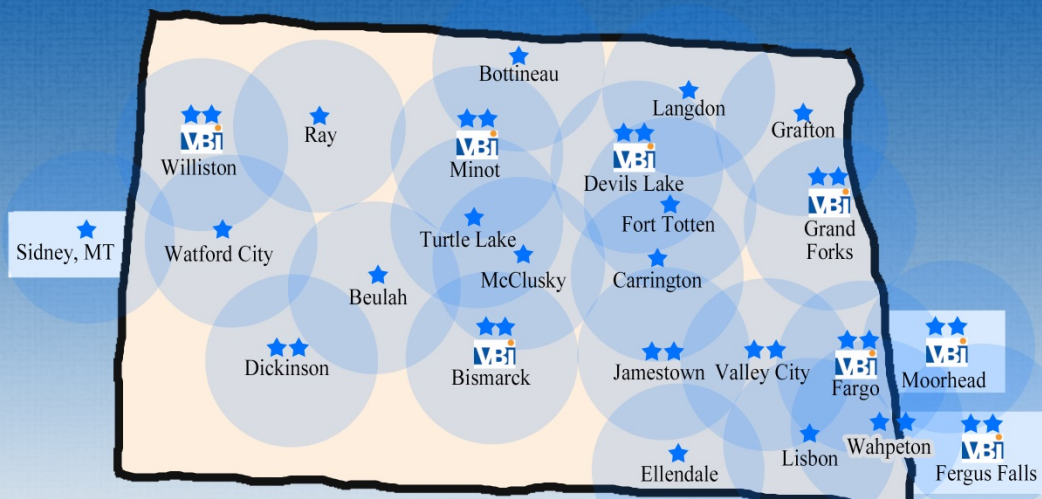 Bottineau
Langdon
Grafton
Ray
VBi
Williston
VBi
Minot
VBi
Devils Lake
VBi
Grand
Forks
Fort Totten
Sidney, MT
Watford City
Turtle Lake
McClusky
Carrington
Beulah
Dickinson
VBi
Bismarck
Jamestown
Valley City
VBi
Fargo
VBi
Moorhead
Ellendale
Lisbon
Wahpeton
VBi
Fergus Falls